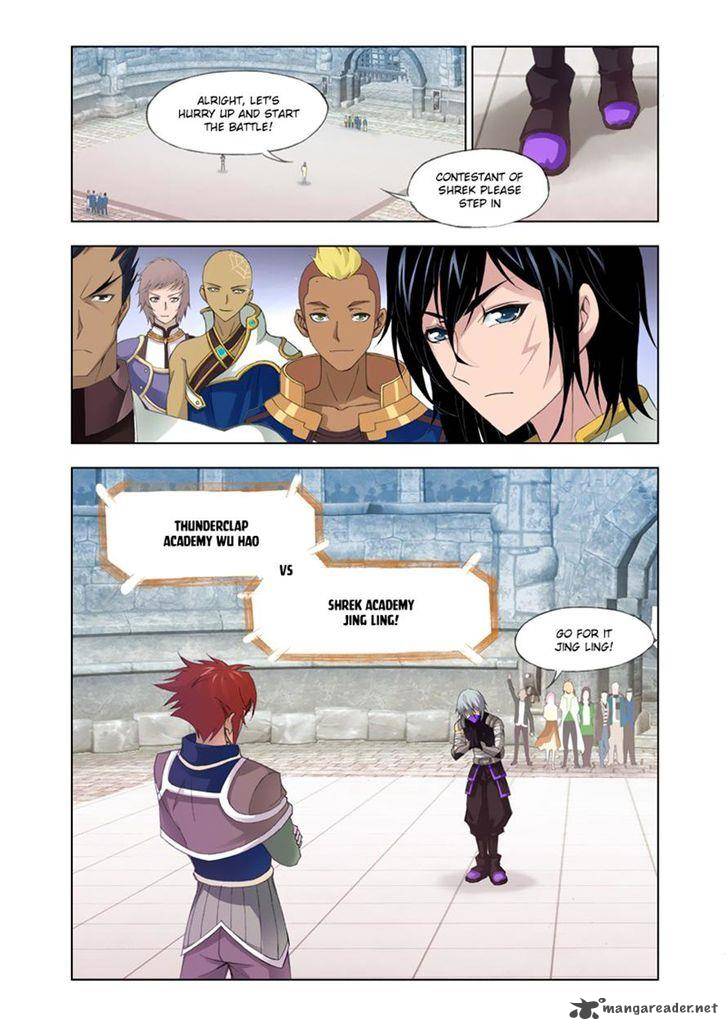 ALRIGHT, LET'S
HURRY UP AND START
THE BATTLE!
CONTESTANT OF
SHREK PLEASE
STEP IN
THUNDERCLAP
ACADEMY WU HAO
VS
SHREK ACADEMY
JING LING!
GO FOR IT
JING LING!
mangareader.net